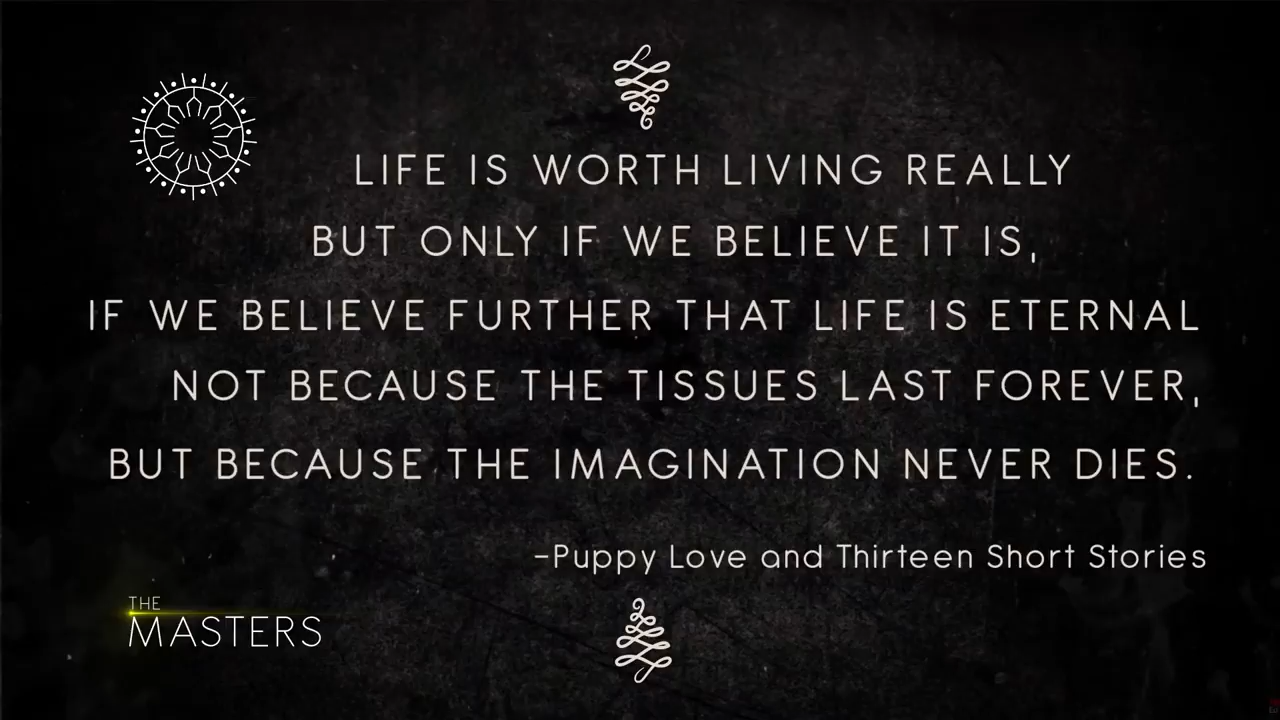 LIFE IS WORTH LIVING REALLY
BUT ONLY IF WE BELIEVE IT IS,
IF WE BELIEVE FURTHER THAT LIFE IS ETERNAL
NOT BECAUSE THE TISSUES LAST FOREVER,
BUT BECAUSE THE IMAGINATION NEVER DIES.
–Puppy Love and Thirteen Short Stories
THE
MASTERS